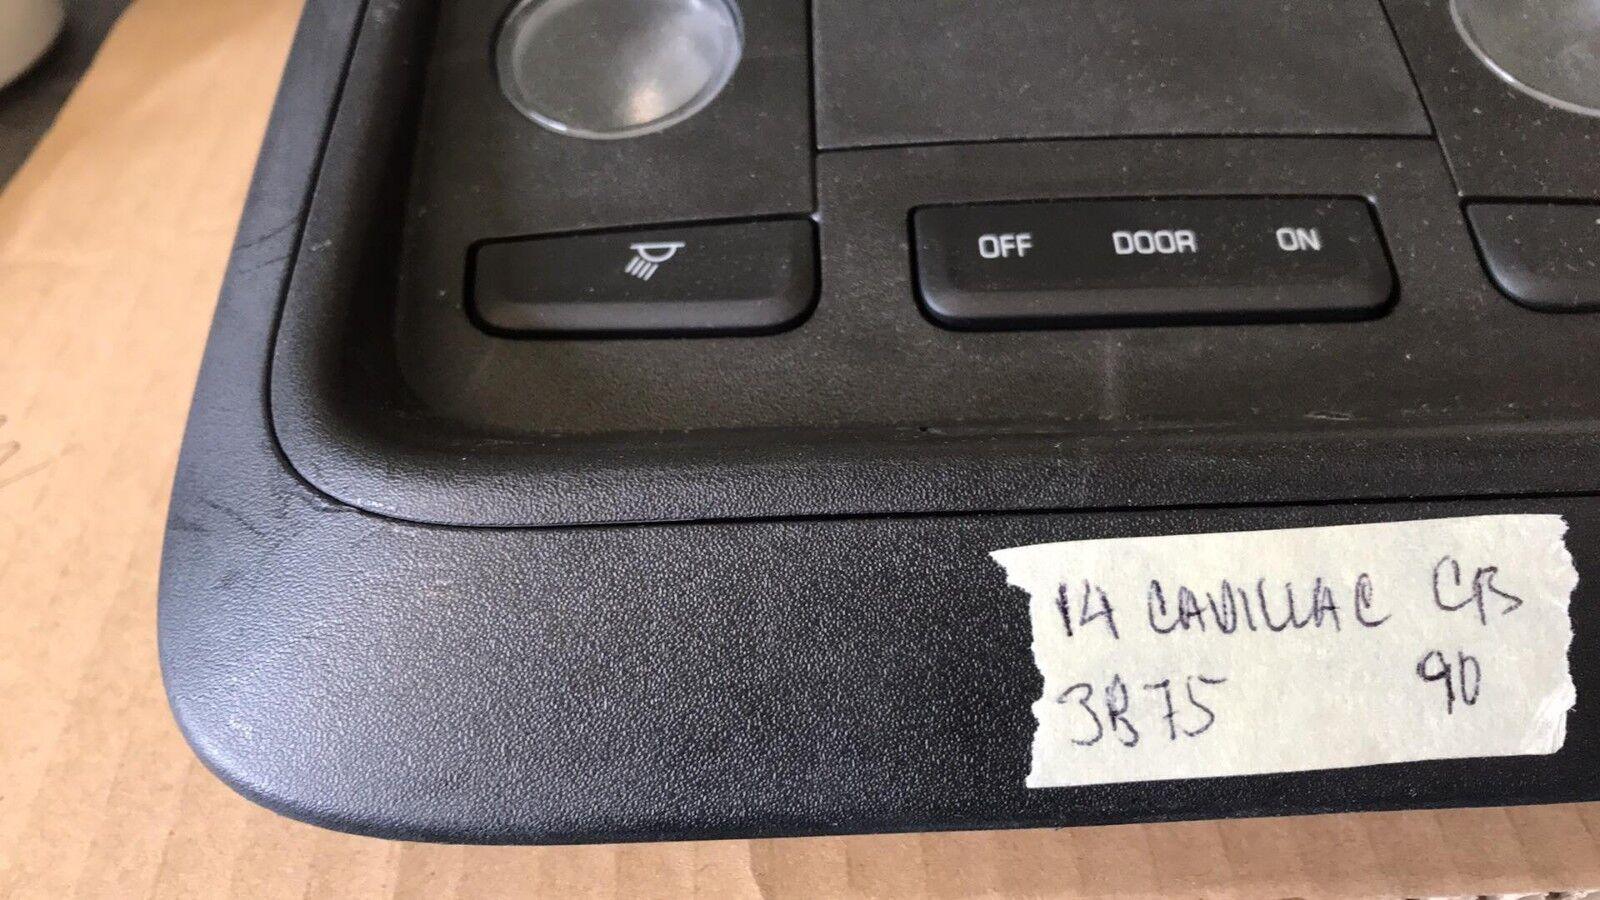 OFF DOOR ON
14 CADILLAC CB
3B75 90